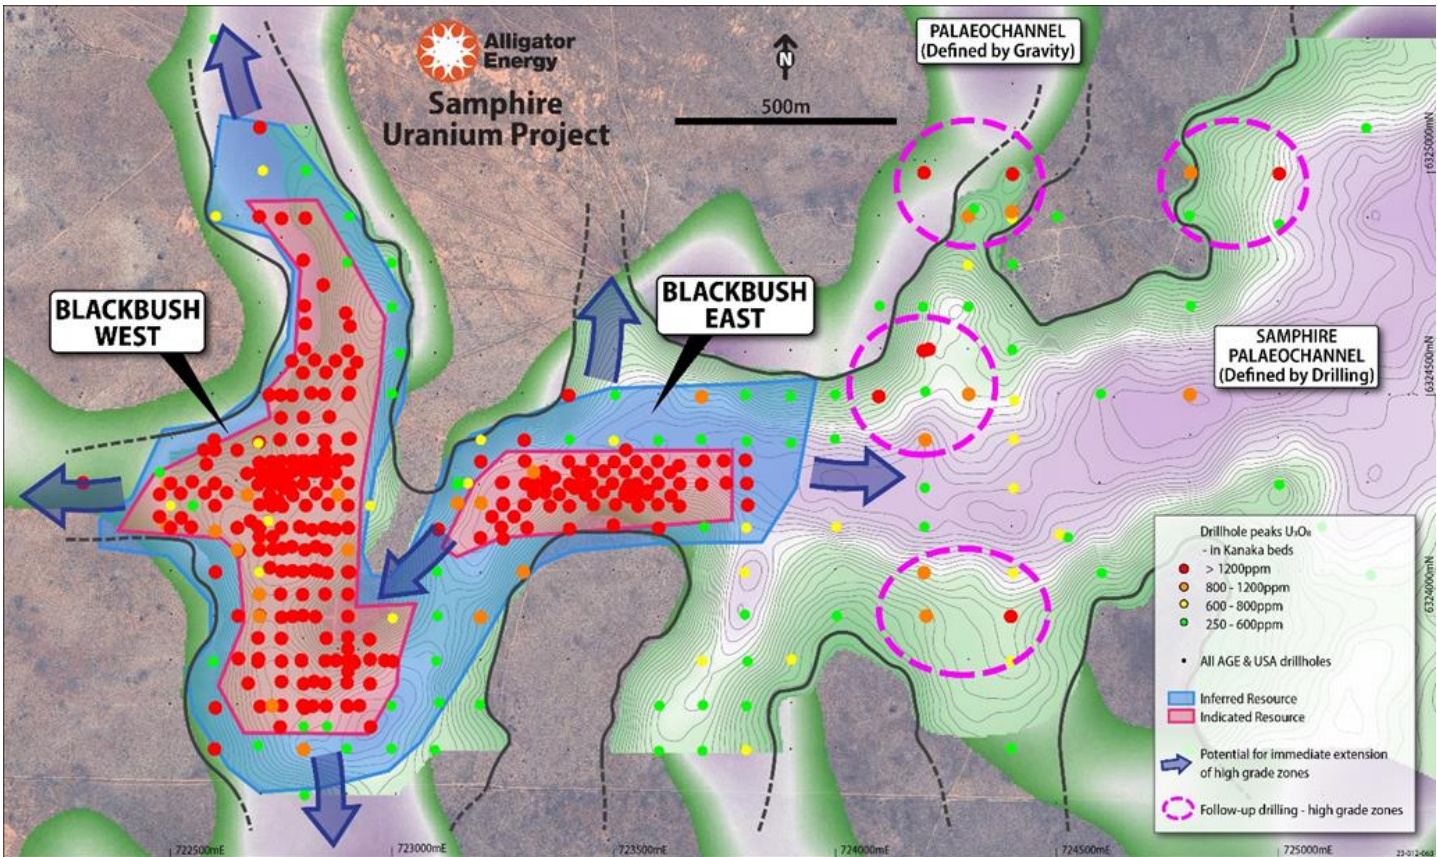 Alligator
Energy
Samphire
Uranium Project
N
500m
PALAEOCHANNEL
(Defined by Gravity)
BLACKBUSH
WEST
BLACKBUSH
EAST
SAMPHIRE
PALAEOCHANNEL
(Defined by Drilling)
6325000mN
6324500mN
6324000mN
Drillhole peaks U₃O₈
- in Kanaka beds
> 1200ppm
800 - 1200ppm
600 - 800ppm
250 - 600ppm
All AGE & USA drillholes
Inferred Resource
Indicated Resource
Potential for immediate extension
of high grade zones
Follow-up drilling - high grade zones
722500mE
723000mE
723500mE
724000mE
724500mE
725000mE
23-012-063